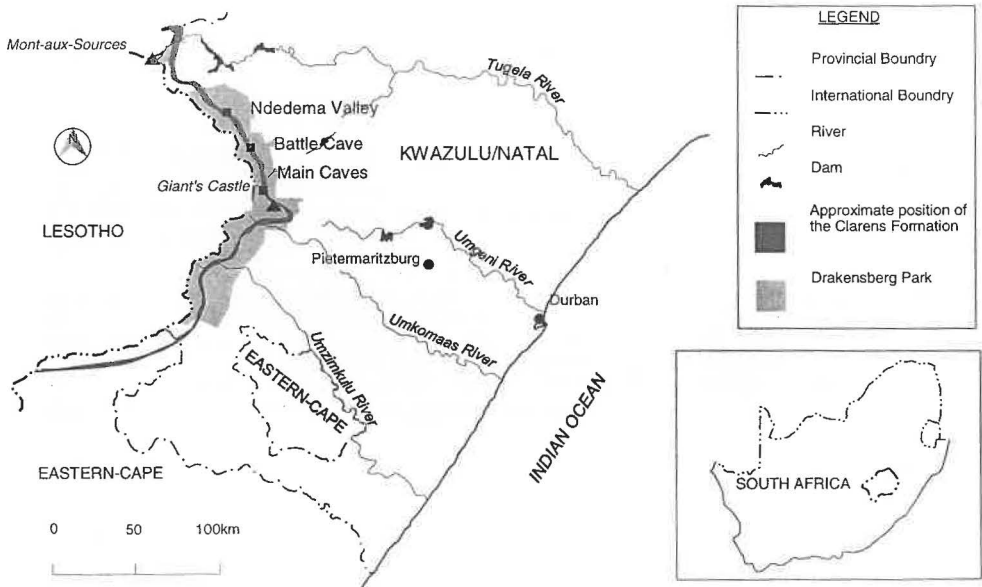 Mont-aux-Sources
Tugela River
Ndedema Valley
Battle Cave
KWAZULU/NATAL
Main Caves
Giant's Castle
LESOTHO
Umgeni River
Pietermaritzburg
Durban
Umkomaas River
Umzimkulu River
EASTERN-CAPE
INDIAN OCEAN
EASTERN-CAPE
0 50 100km
LEGEND
Provincial Boundry
International Boundry
River
Dam
Approximate position of
the Clarens Formation
Drakensberg Park
SOUTH AFRICA